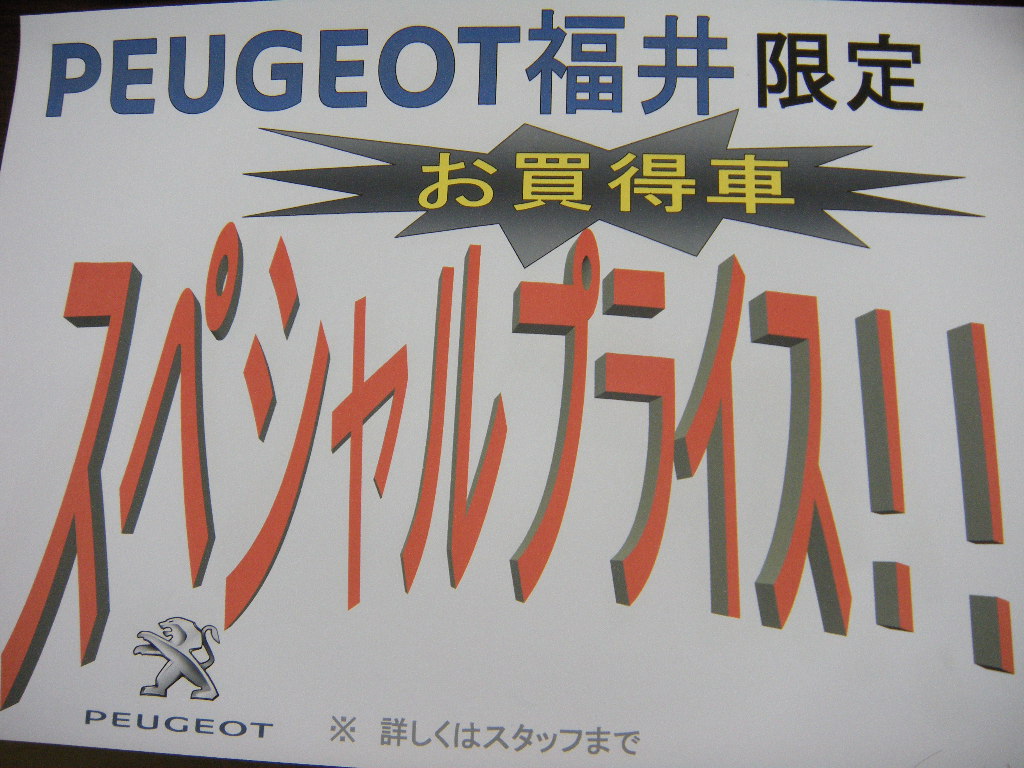 PEUGEOT福井限定
お買得車
スペシャルプライス!!
PEUGEOT
※ 詳しくはスタッフまで